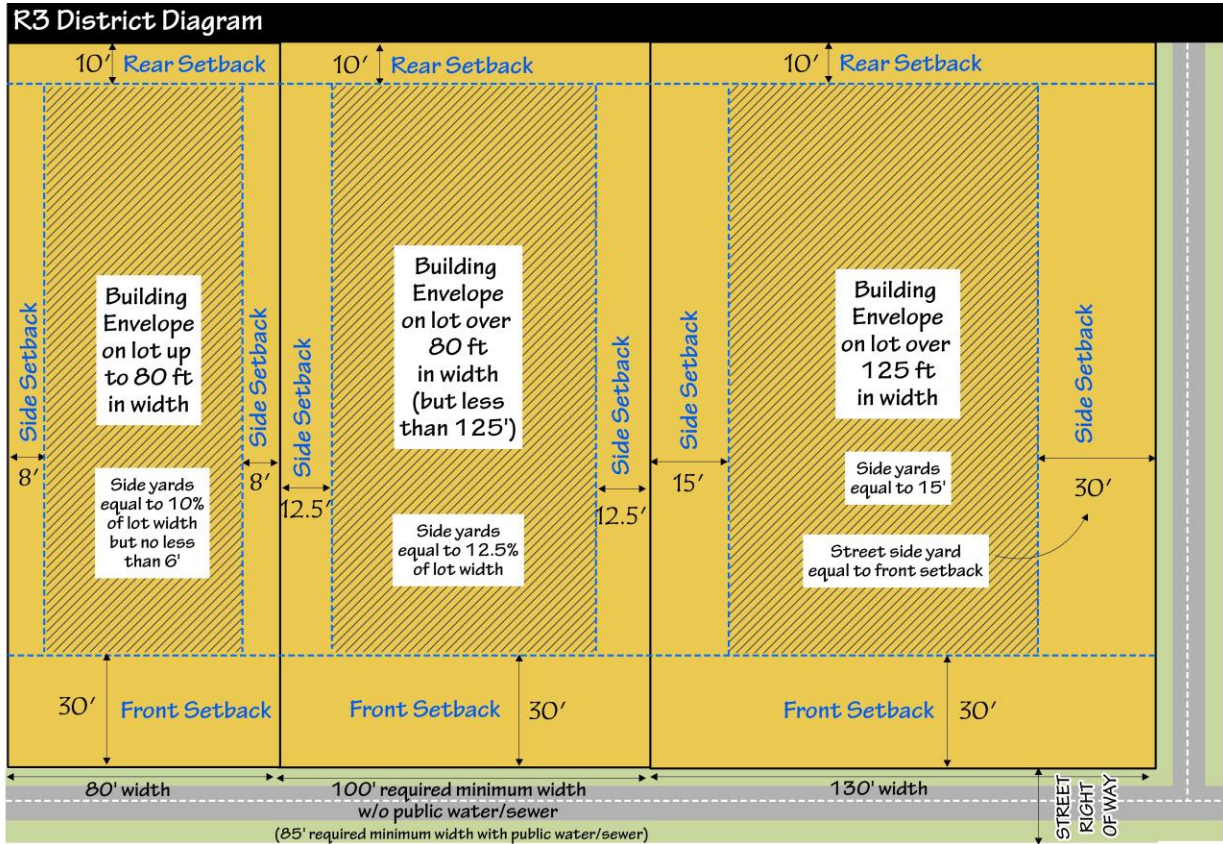 R3 District Diagram
10′ Rear Setback
10′ Rear Setback
10′ Rear Setback
Side Setback
8′
Building
Envelope
on lot up
to 80 ft
in width
Side yards
equal to 10%
of lot width
but no less
than 6'
Side Setback
8′
Side Setback
12.5′
Building
Envelope
on lot over
80 ft
in width
(but less
than 125')
Side yards
equal to 12.5%
of lot width
Side Setback
12.5′
Side Setback
15′
Building
Envelope
on lot over
125 ft
in width
Side yards
equal to 15'
Street side yard
equal to front setback
Side Setback
30′
30′ Front Setback
Front Setback 30′
Front Setback 30′
80' width
100' required minimum width
w/o public water/sewer
(85' required minimum width with public water/sewer)
130' width
STREET
RIGHT
OF WAY